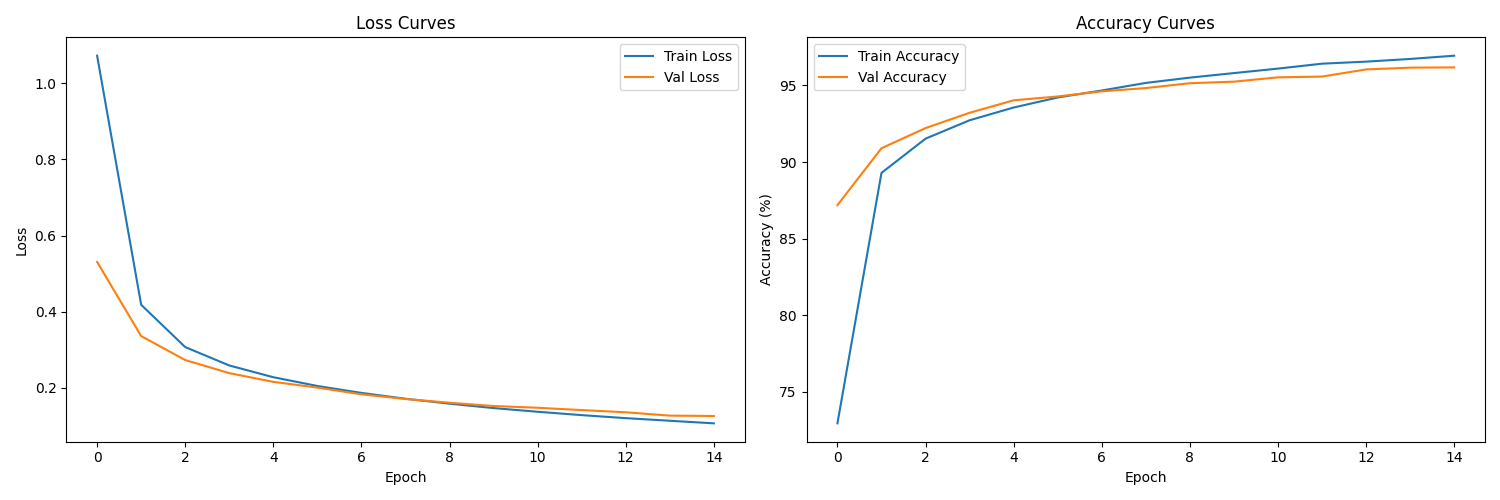 Loss Curves
Train Loss
Val Loss
1.0
0.8
0.6
0.4
0.2
Loss
0 2 4 6 8 10 12 14
Epoch
Accuracy Curves
Train Accuracy
Val Accuracy
95
90
85
80
75
Accuracy (%)
0 2 4 6 8 10 12 14
Epoch